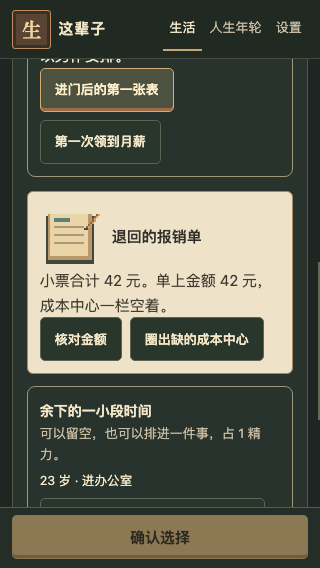 生 这辈子 生活 人生年轮 设置
进门后的第一张表
第一次领到月薪
退回的报销单
小票合计 42 元。单上金额 42 元，
成本中心一栏空着。
核对金额 圈出缺的成本中心
余下的一小段时间
可以留空，也可以排进一件事，占 1 精
力。
23 岁 · 进办公室
确认选择